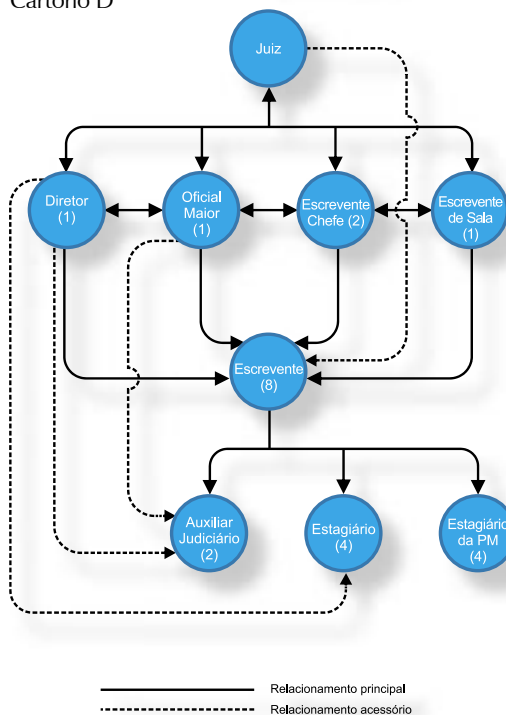 Cartório D
Juiz
Diretor
(1)
Oficial
Maior
(1)
Escrevente
Chefe (2)
Escrevente
de Sala
(1)
Escrevente
(8)
Auxiliar
Judiciário
(2)
Estagiário
(4)
Estagiário
da PM
(4)
Relacionamento principal
Relacionamento acessório